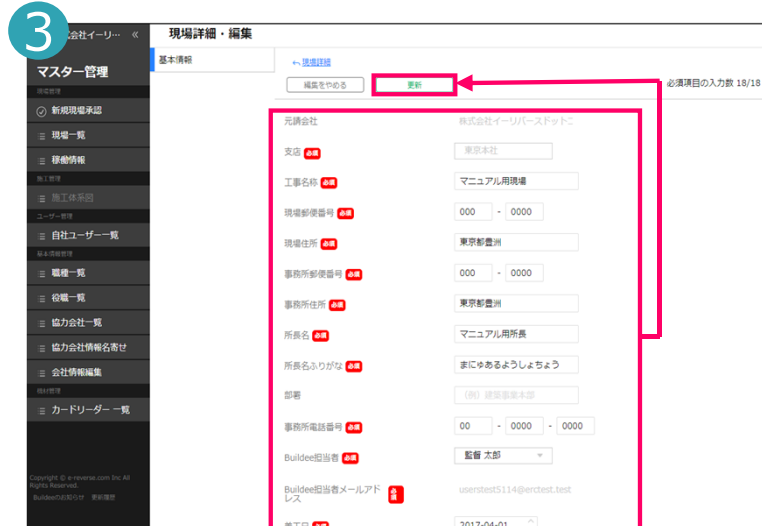 3
式会社イーリ… 《
マスター管理
現場管理
新規現場承認
現場一覧
稼働情報
施工管理
施工体系図
ユーザー管理
自社ユーザー一覧
基本情報管理
職種一覧
役職一覧
協力会社一覧
協力会社情報名寄せ
会社情報編集
機材管理
カードリーダー 一覧
Copyright © e-reverse.com Inc All
Rights Reserved.
Buildeeのお知らせ 更新履歴
現場詳細・編集
基本情報
現場詳細
編集をやめる 更新
必須項目の入力数 18/18
元請会社 株式会社イーリバースドットコ
支店 必須 東京本社
工事名称 必須 マニュアル用現場
現場郵便番号 必須 000 - 0000
現場住所 必須 東京都豊洲
事務所郵便番号 必須 000 - 0000
事務所住所 必須 東京都豊洲
所長名 必須 マニュアル用所長
所長名ふりがな 必須 まにゅあるようしょちょう
部署 (例) 建築事業本部
事務所電話番号 必須 00 - 0000 - 0000
Buildee担当者 必須 監督 太郎
Buildee担当者メールアド
レス 必須 userstest5114@erctest.test
着工日 必須 2017-04-01